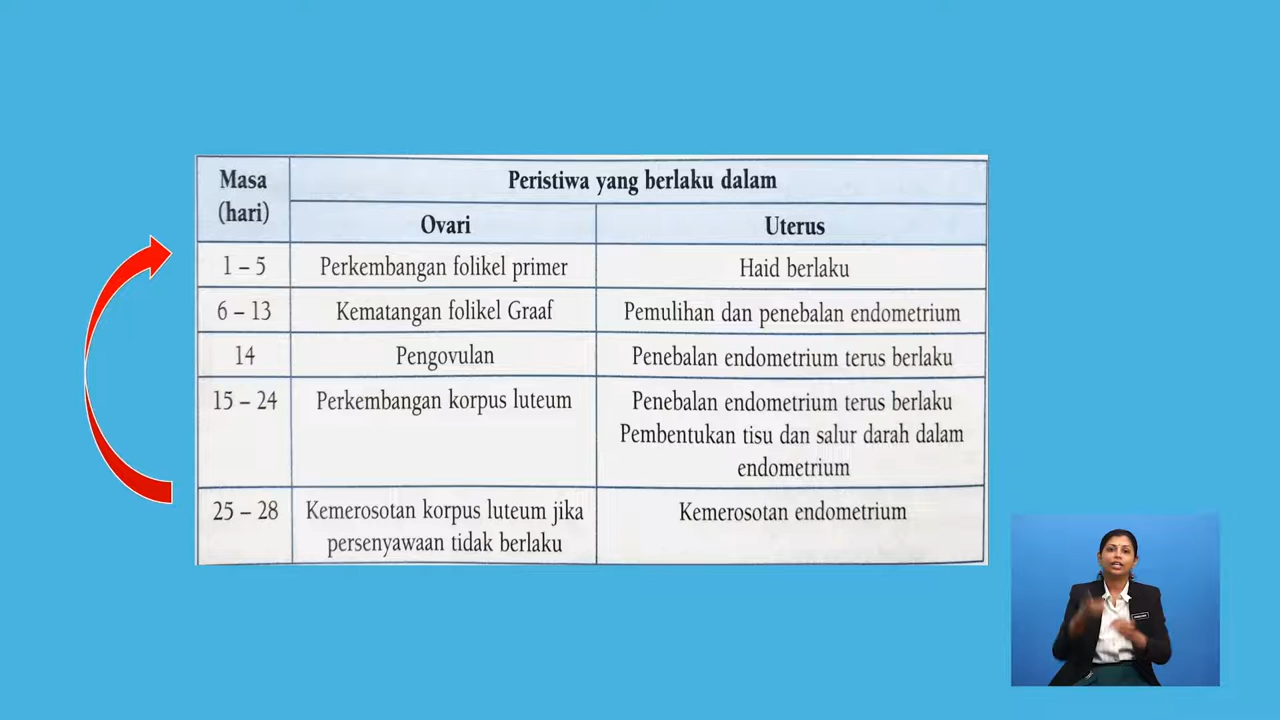 Masa
(hari)
Peristiwa yang berlaku dalam
Ovari
Uterus
1 – 5
Perkembangan folikel primer
Haid berlaku
6 – 13
Kematangan folikel Graaf
Pemulihan dan penebalan endometrium
14
Pengovulan
Penebalan endometrium terus berlaku
15 – 24
Perkembangan korpus luteum
Penebalan endometrium terus berlaku
Pembentukan tisu dan salur darah dalam
endometrium
25 – 28
Kemerosotan korpus luteum jika
persenyawaan tidak berlaku
Kemerosotan endometrium